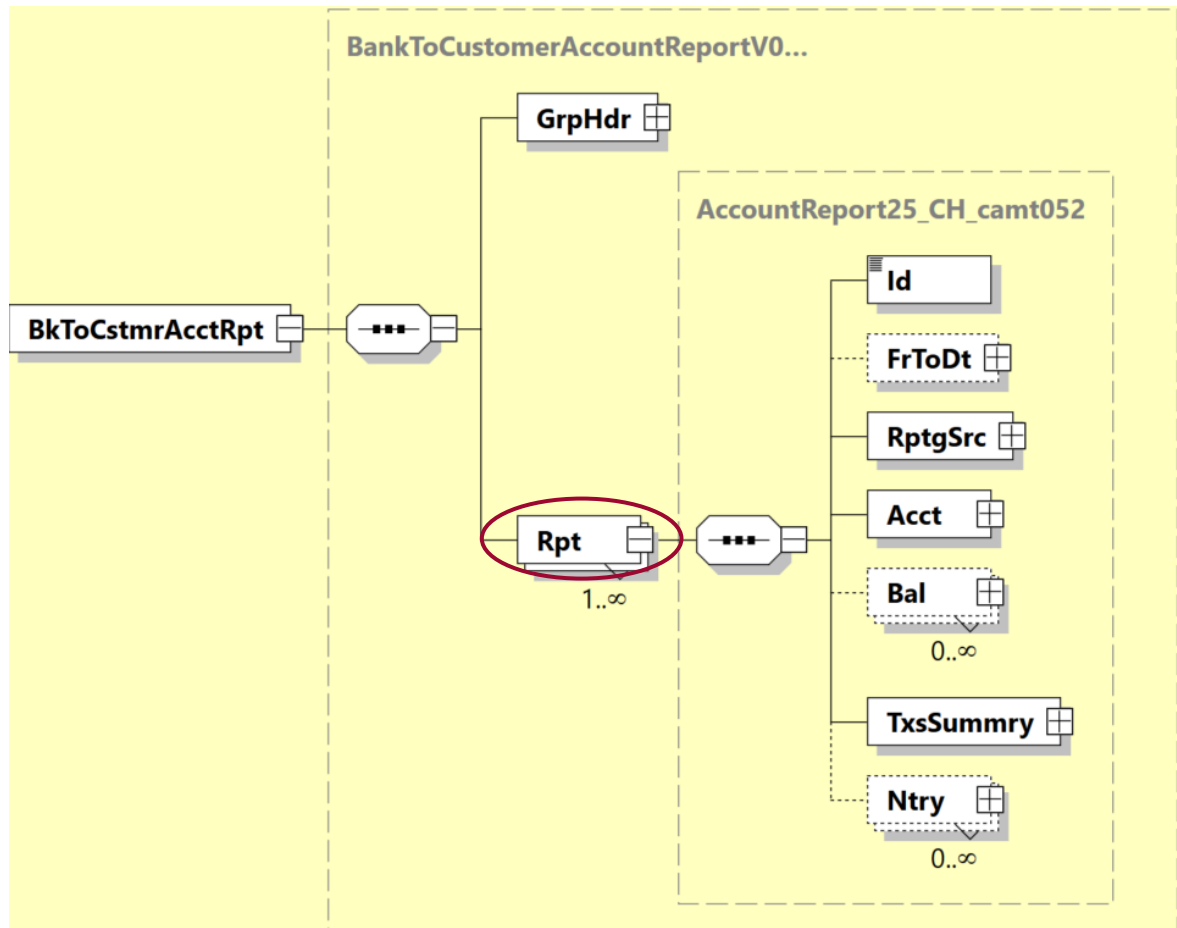 BankToCustomerAccountReportV0...
GrpHdr
AccountReport25_CH_camt052
Id
BkToCstmrAcctRpt
FrToDt
RptgSrc
Acct
Rpt
1..∞
Bal
0..∞
TxsSummry
Ntry
0..∞